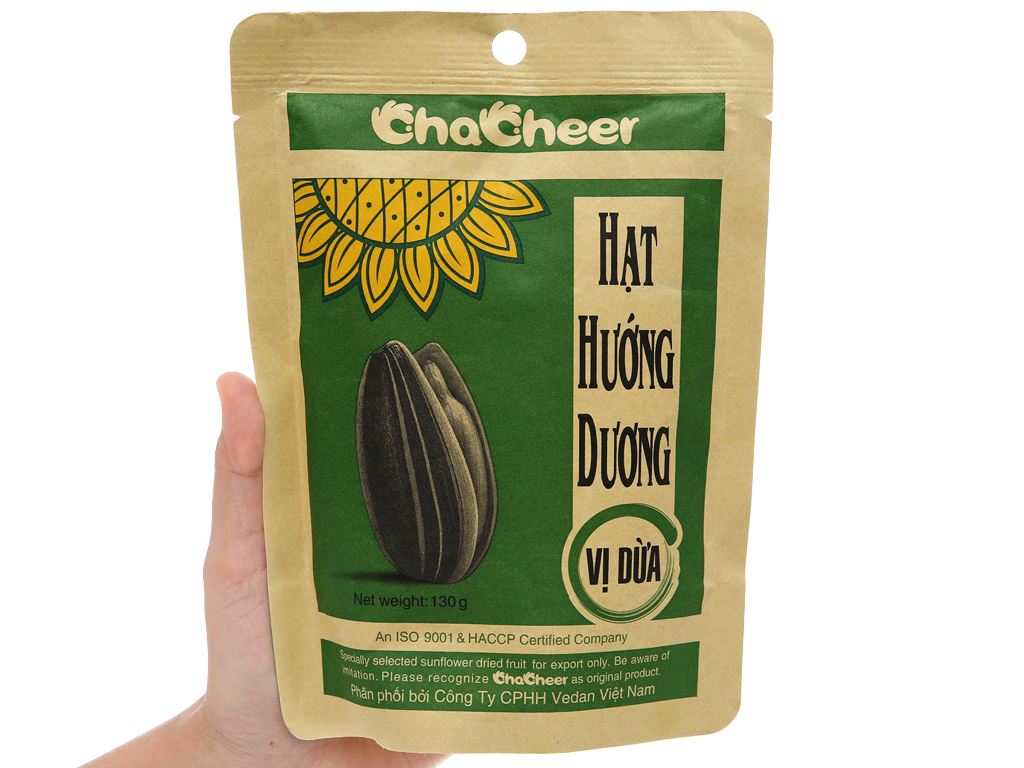 ChaCheer
HẠT
HƯỚNG
DƯƠNG
VỊ DỪA
Net weight: 130g
An ISO 9001 & HACCP Certified Company
Specially selected sunflower dried fruit for export only. Be aware of
imitation. Please recognize ChaCheer as original product.
Phân phối bởi Công Ty CPHH Vedan Việt Nam